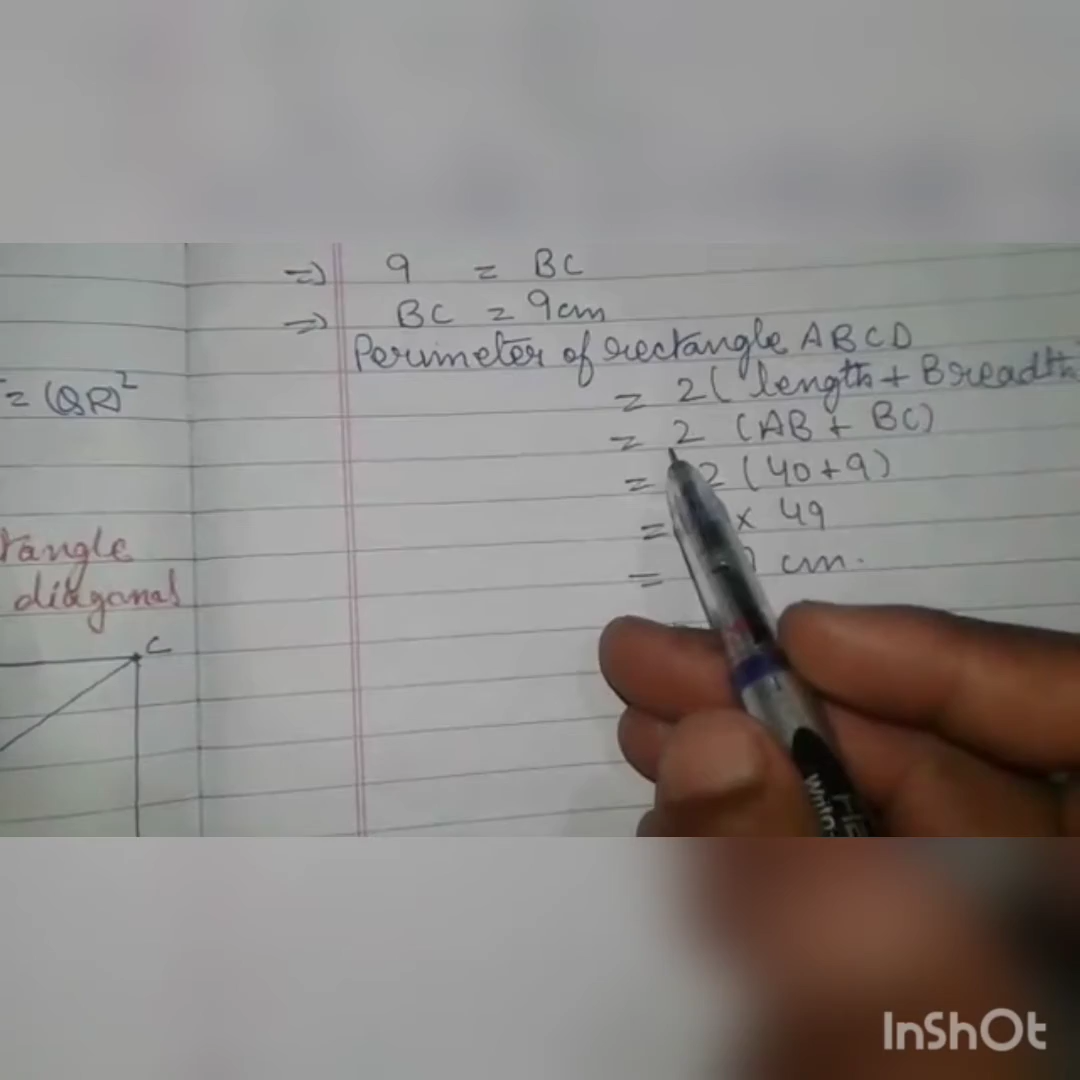 = (QR)²
tangle
diagonal
C
=> 9 = BC
=> BC = 9cm
Perimeter of rectangle ABCD
= 2( length + Breadth
= 2 (AB + BC)
= 2 (40+9)
= × 49
= cm.
InShOt